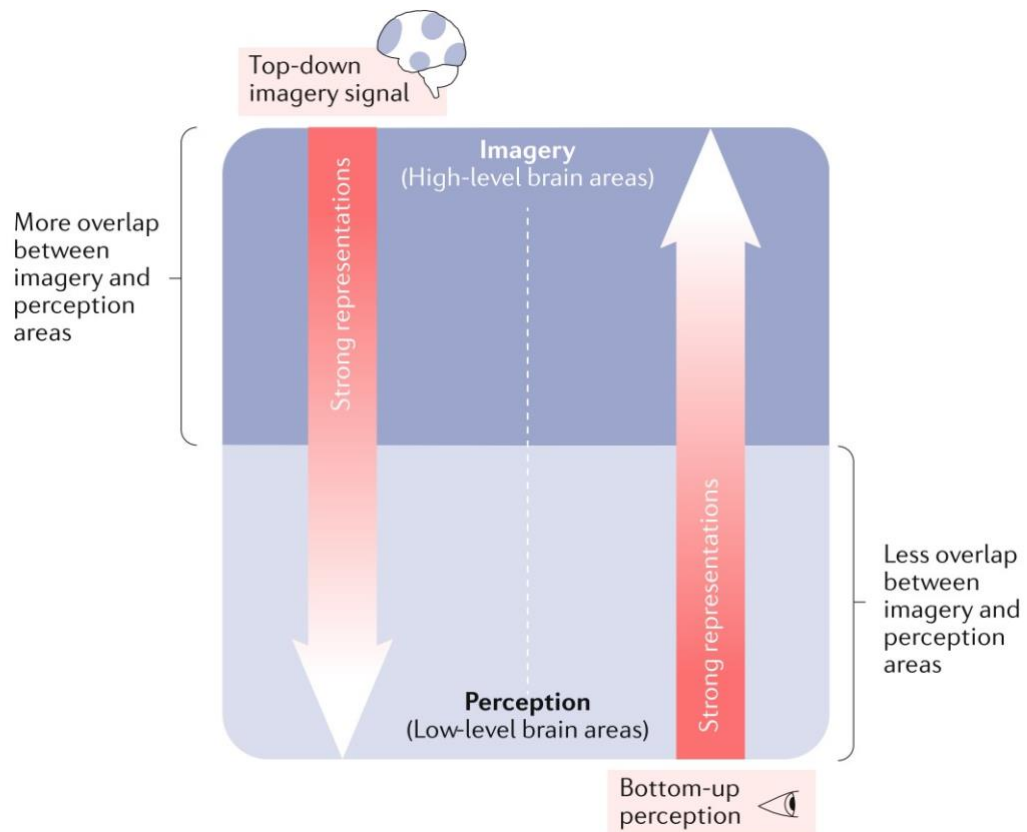 Top-down
imagery signal
Imagery
(High-level brain areas)
Strong representations
More overlap
between
imagery and
perception
areas
Strong representations
Less overlap
between
imagery and
perception
areas
Perception
(Low-level brain areas)
Bottom-up
perception